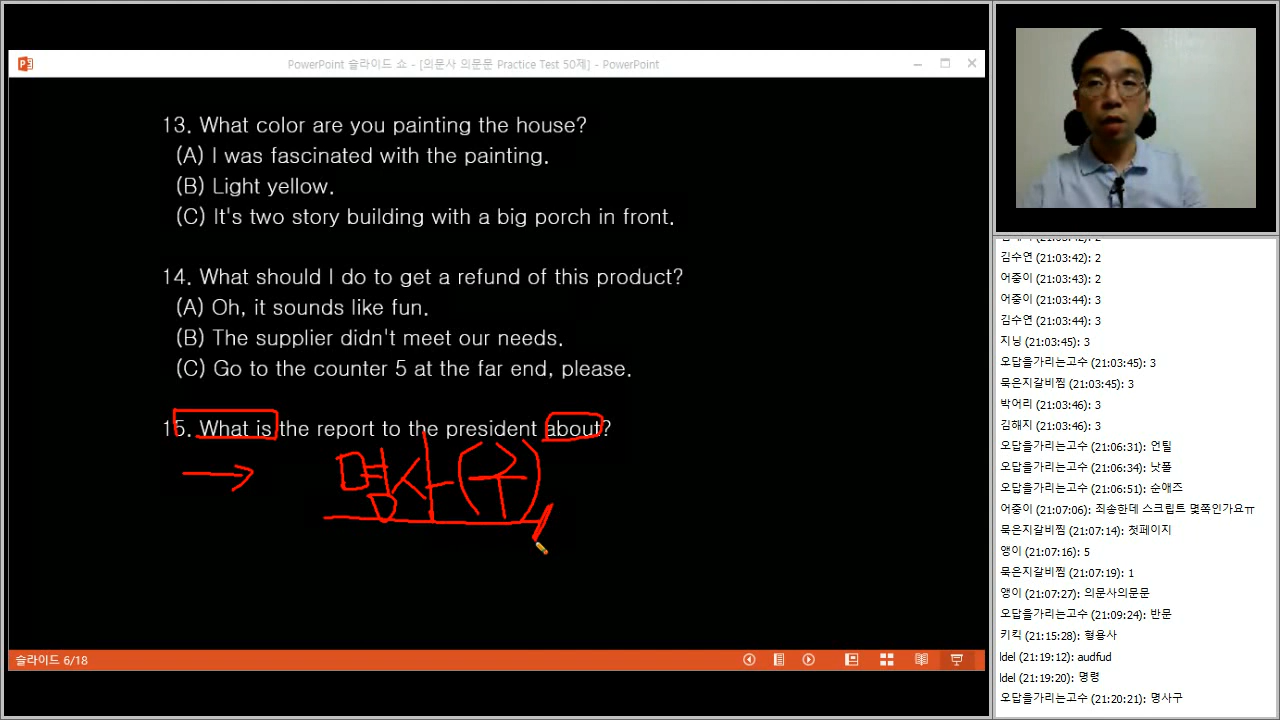 PowerPoint 슬라이드 쇼 - [의문사 의문문 Practice Test 50제] - PowerPoint
13. What color are you painting the house?
(A) I was fascinated with the painting.
(B) Light yellow.
(C) It's two story building with a big porch in front.
14. What should I do to get a refund of this product?
(A) Oh, it sounds like fun.
(B) The supplier didn't meet our needs.
(C) Go to the counter 5 at the far end, please.
15. What is the report to the president about?
명사(구)
슬라이드 6/18
김수연 (21:03:42): 2
어중이 (21:03:43): 2
어중이 (21:03:44): 3
김수연 (21:03:44): 3
지닝 (21:03:45): 3
오답을가리는고수 (21:03:45): 3
묵은지갈비찜 (21:03:45): 3
박어리 (21:03:46): 3
김해지 (21:03:46): 3
오답을가리는고수 (21:06:31): 언틸
오답을가리는고수 (21:06:34): 낫풀
오답을가리는고수 (21:06:51): 순애즈
어중이 (21:07:06): 죄송한데 스크립트 몇쪽인가요ㅠ
묵은지갈비찜 (21:07:14): 첫페이지
앵이 (21:07:16): 5
묵은지갈비찜 (21:07:19): 1
앵이 (21:07:27): 의문사의문문
오답을가리는고수 (21:09:24): 반문
키킥 (21:15:28): 형용사
ldel (21:19:12): audfud
ldel (21:19:20): 명령
오답을가리는고수 (21:20:21): 명사구